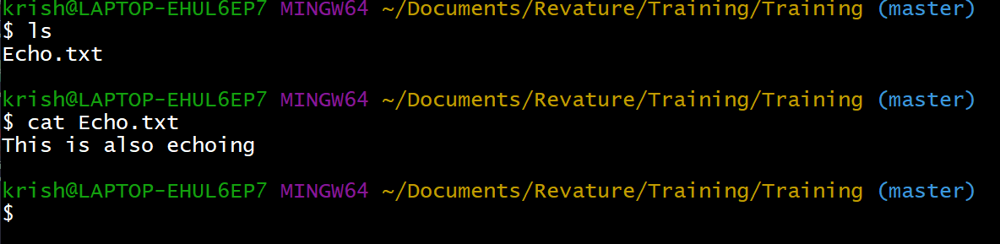 krish@LAPTOP-EHUL6EP7 MINGW64 ~/Documents/Revature/Training/Training (master)
$ ls
Echo.txt
krish@LAPTOP-EHUL6EP7 MINGW64 ~/Documents/Revature/Training/Training (master)
$ cat Echo.txt
This is also echoing
krish@LAPTOP-EHUL6EP7 MINGW64 ~/Documents/Revature/Training/Training (master)
$